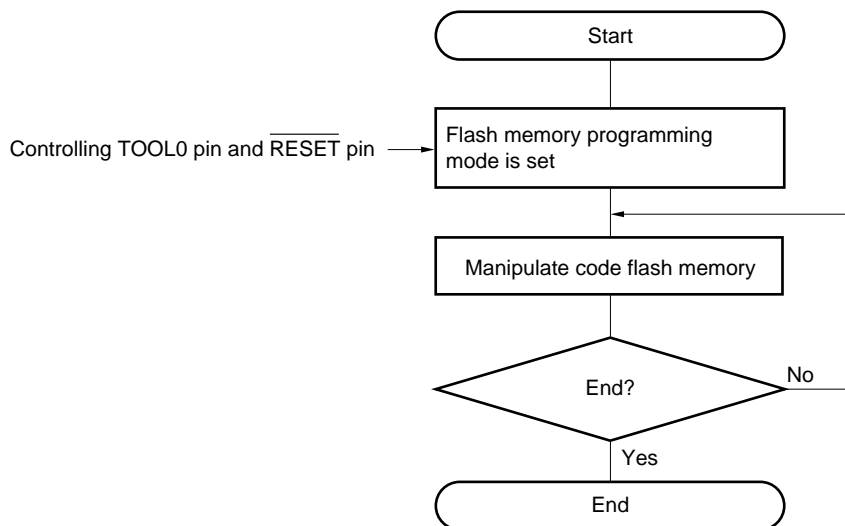 Start
Controlling TOOL0 pin and RESET pin
Flash memory programming
mode is set
Manipulate code flash memory
End?
No
Yes
End